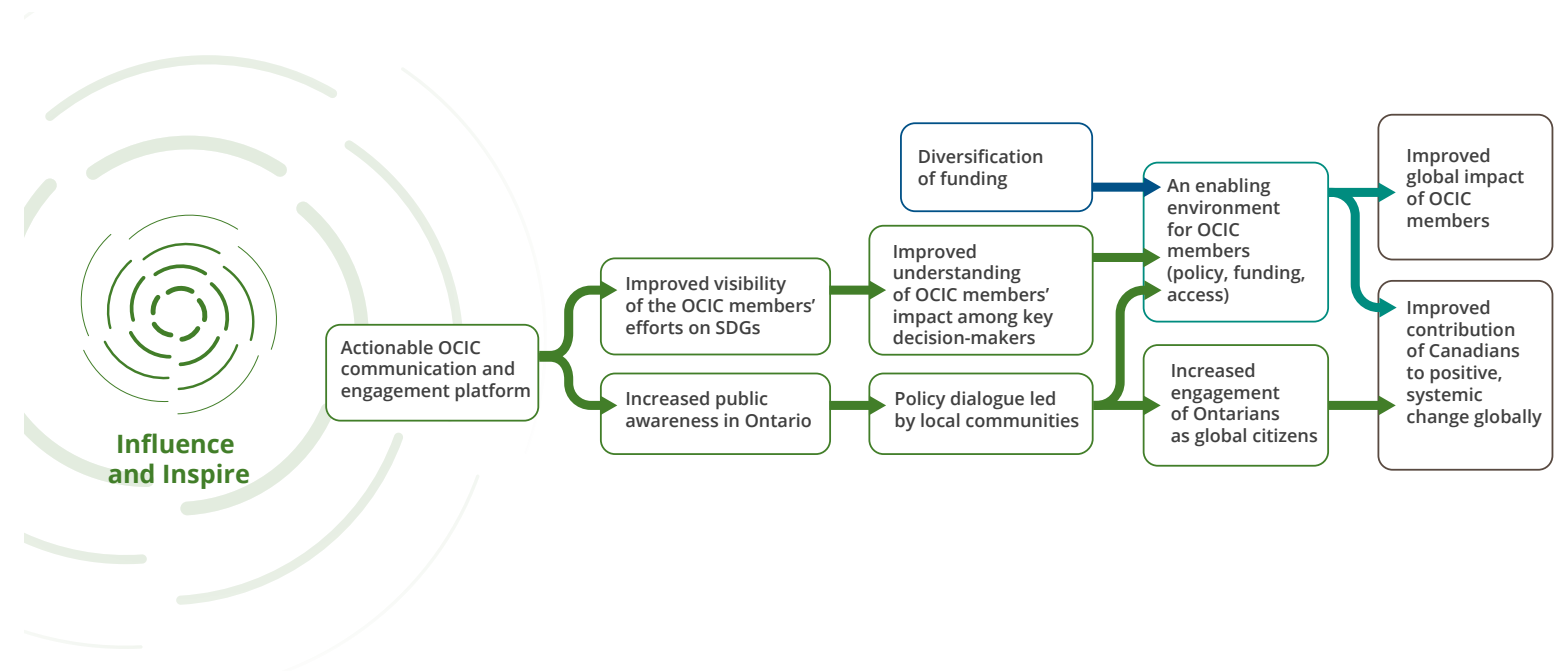 Influence
and Inspire
Actionable OCIC
communication and
engagement platform
Improved visibility
of the OCIC members’
efforts on SDGs
Increased public
awareness in Ontario
Diversification
of funding
Improved
understanding
of OCIC members’
impact among key
decision-makers
Policy dialogue led
by local communities
An enabling
environment
for OCIC
members
(policy, funding,
access)
Increased
engagement
of Ontarians
as global citizens
Improved
global impact
of OCIC
members
Improved
contribution
of Canadians
to positive,
systemic
change globally